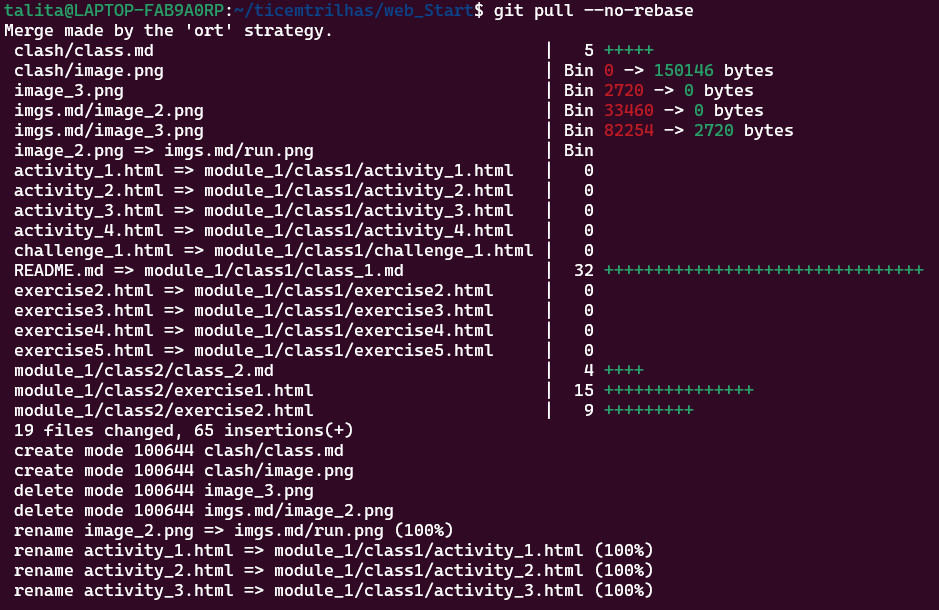 talita@LAPTOP-FAB9A0RP:~/ticemtrilhas/web_Start$ git pull --no-rebase
Merge made by the 'ort' strategy.
 clash/class.md                                       |   5 +++++
 clash/image.png                                      | Bin 0 -> 150146 bytes
 image_3.png                                          | Bin 2720 -> 0 bytes
 imgs.md/image_2.png                                  | Bin 33460 -> 0 bytes
 imgs.md/image_3.png                                  | Bin 82254 -> 2720 bytes
 image_2.png => imgs.md/run.png                       | Bin
 activity_1.html => module_1/class1/activity_1.html   |   0
 activity_2.html => module_1/class1/activity_2.html   |   0
 activity_3.html => module_1/class1/activity_3.html   |   0
 activity_4.html => module_1/class1/activity_4.html   |   0
 challenge_1.html => module_1/class1/challenge_1.html |   0
 README.md => module_1/class1/class_1.md              |  32 ++++++++++++++++++++++++++++++++
 exercise2.html => module_1/class1/exercise2.html     |   0
 exercise3.html => module_1/class1/exercise3.html     |   0
 exercise4.html => module_1/class1/exercise4.html     |   0
 exercise5.html => module_1/class1/exercise5.html     |   0
 module_1/class2/class_2.md                           |   4 ++++
 module_1/class2/exercise1.html                       |  15 +++++++++++++++
 module_1/class2/exercise2.html                       |   9 +++++++++
 19 files changed, 65 insertions(+)
 create mode 100644 clash/class.md
 create mode 100644 clash/image.png
 delete mode 100644 image_3.png
 delete mode 100644 imgs.md/image_2.png
 rename image_2.png => imgs.md/run.png (100%)
 rename activity_1.html => module_1/class1/activity_1.html (100%)
 rename activity_2.html => module_1/class1/activity_2.html (100%)
 rename activity_3.html => module_1/class1/activity_3.html (100%)